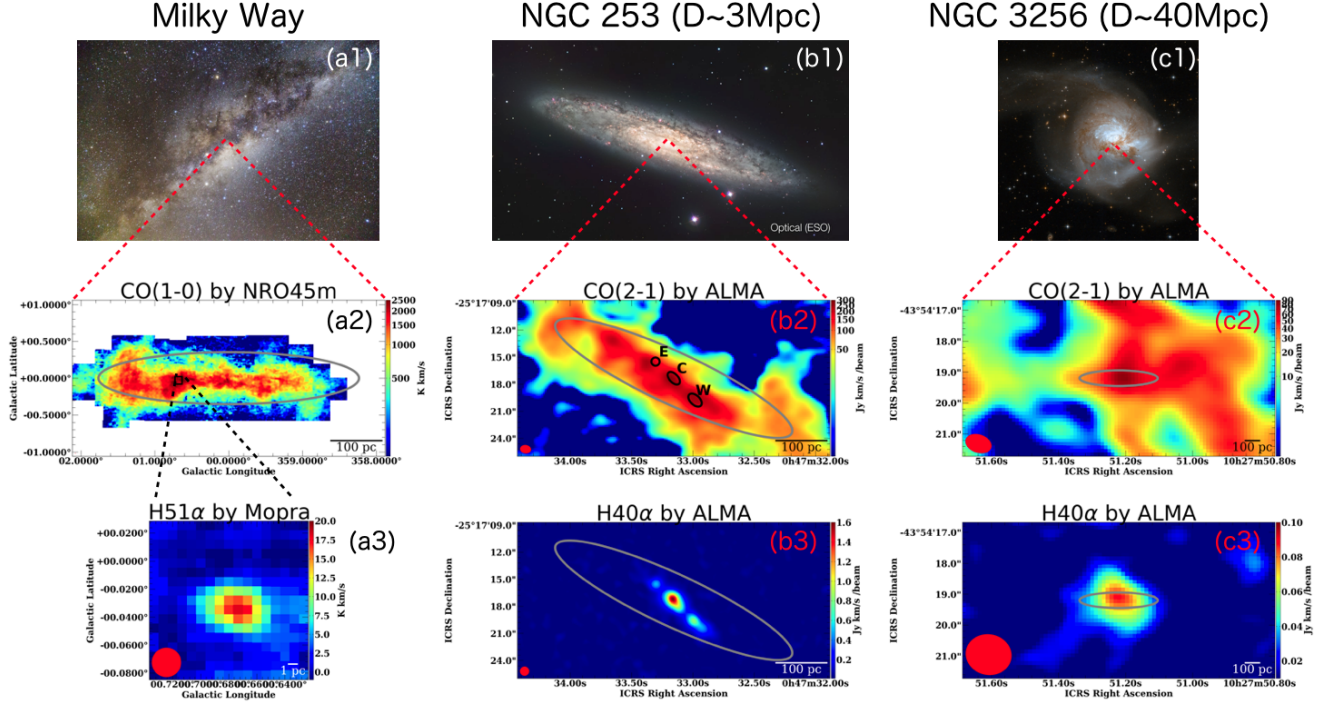 Milky Way
NGC 253 (D~3Mpc)
NGC 3256 (D~40Mpc)
(a1)
(b1)
Optical (ESO)
(c1)
CO(1-0) by NRO45m
(a2)
+01.0000°
+00.5000°
+00.0000°
-00.5000°
-01.0000°
Galactic Latitude
02.0000° 01.0000° 00.0000° 359.0000° 358.0000°
Galactic Longitude
100 pc
2500
2000
1500
1000
500
K km/s
CO(2-1) by ALMA
(b2)
-25°17'09.0"
12.0"
15.0"
18.0"
21.0"
24.0"
ICRS Declination
E
C
W
34.00s 33.50s 33.00s 32.50s 0h47m32.00s
ICRS Right Ascension
100 pc
300
250
200
150
100
50
Jy km/s /beam
CO(2-1) by ALMA
(c2)
-43°54'17.0"
18.0"
19.0"
20.0"
21.0"
ICRS Declination
51.60s 51.40s 51.20s 51.00s 10h27m50.80s
ICRS Right Ascension
100 pc
60
50
40
30
20
10
Jy km/s /beam
H51α by Mopra
(a3)
+00.0200°
+00.0000°
-00.0200°
-00.0400°
-00.0600°
-00.0800°
Galactic Latitude
00.7200°00.7000°00.6800°00.6600°00.6400°
Galactic Longitude
1 pc
20.0
17.5
15.0
12.5
10.0
7.5
5.0
2.5
0.0
K km/s
H40α by ALMA
(b3)
-25°17'09.0"
12.0"
15.0"
18.0"
21.0"
24.0"
ICRS Declination
34.00s 33.50s 33.00s 32.50s 0h47m32.00s
ICRS Right Ascension
100 pc
1.6
1.4
1.2
1.0
0.8
0.6
0.4
0.2
Jy km/s /beam
H40α by ALMA
(c3)
-43°54'17.0"
18.0"
19.0"
20.0"
21.0"
ICRS Declination
51.60s 51.40s 51.20s 51.00s 10h27m50.80s
ICRS Right Ascension
100 pc
0.10
0.08
0.06
0.04
0.02
Jy km/s /beam